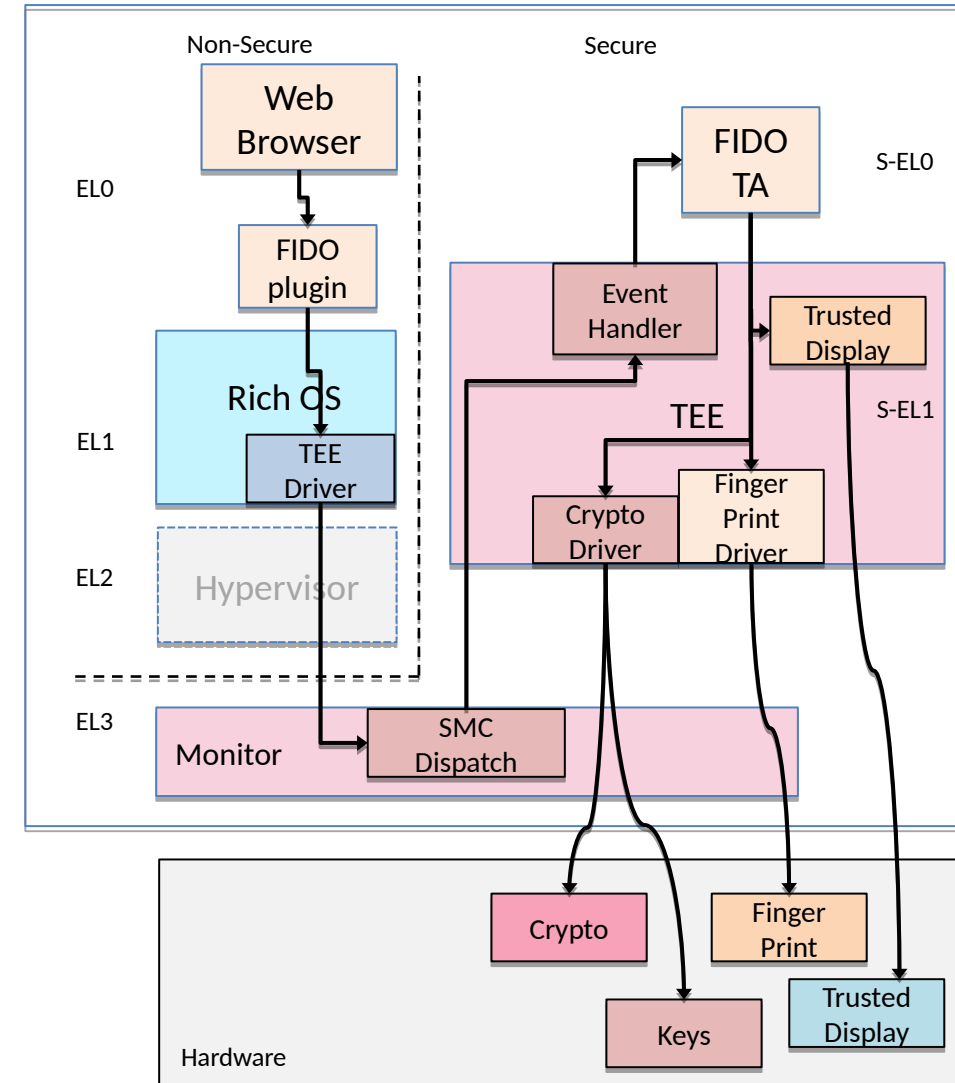 Non-Secure
Secure
Web
Browser
FIDO
TA
S-EL0
EL0
FIDO
plugin
Event
Handler
Trusted
Display
Rich OS
TEE
S-EL1
EL1
TEE
Driver
Crypto
Driver
Finger
Print
Driver
EL2
Hypervisor
EL3
Monitor
SMC
Dispatch
Crypto
Finger
Print
Trusted
Display
Keys
Hardware